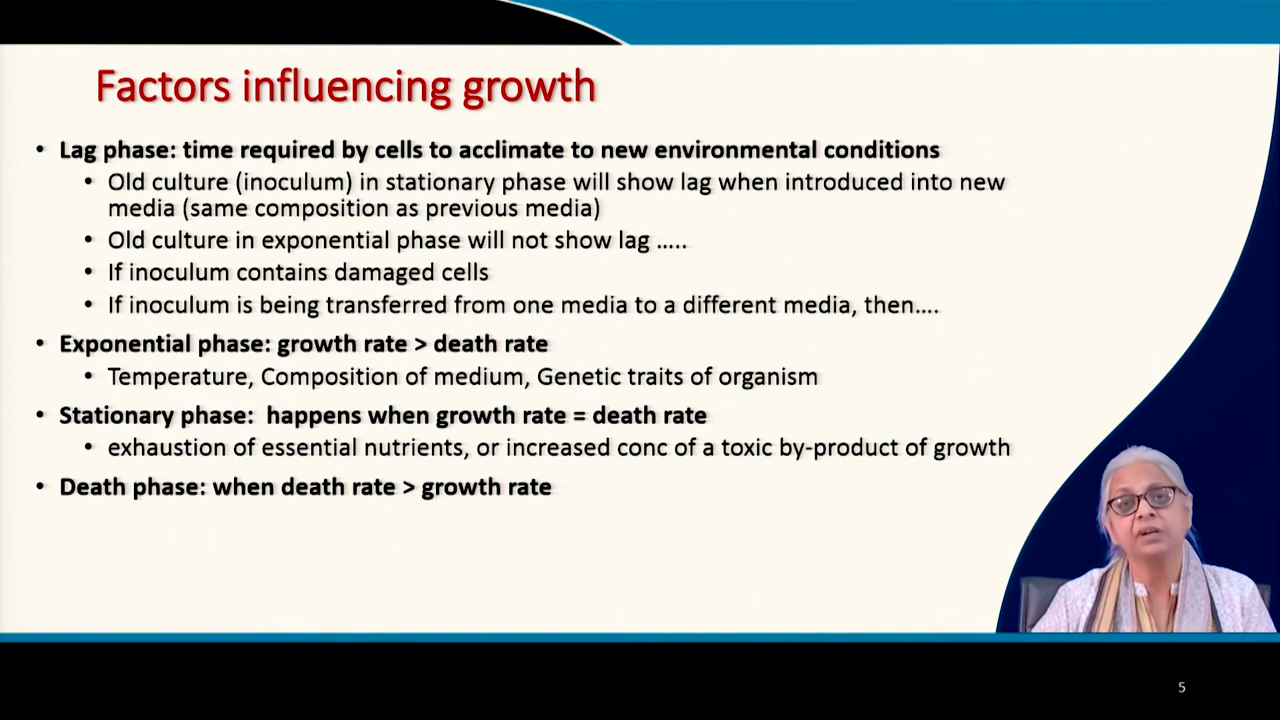 Factors influencing growth
• Lag phase: time required by cells to acclimate to new environmental conditions
• Old culture (inoculum) in stationary phase will show lag when introduced into new
media (same composition as previous media)
• Old culture in exponential phase will not show lag .....
• If inoculum contains damaged cells
• If inoculum is being transferred from one media to a different media, then....
• Exponential phase: growth rate > death rate
• Temperature, Composition of medium, Genetic traits of organism
• Stationary phase:  happens when growth rate = death rate
• exhaustion of essential nutrients, or increased conc of a toxic by-product of growth
• Death phase: when death rate > growth rate
5